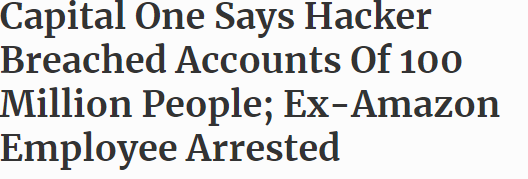 Capital One Says Hacker
Breached Accounts Of 100
Million People; Ex-Amazon
Employee Arrested